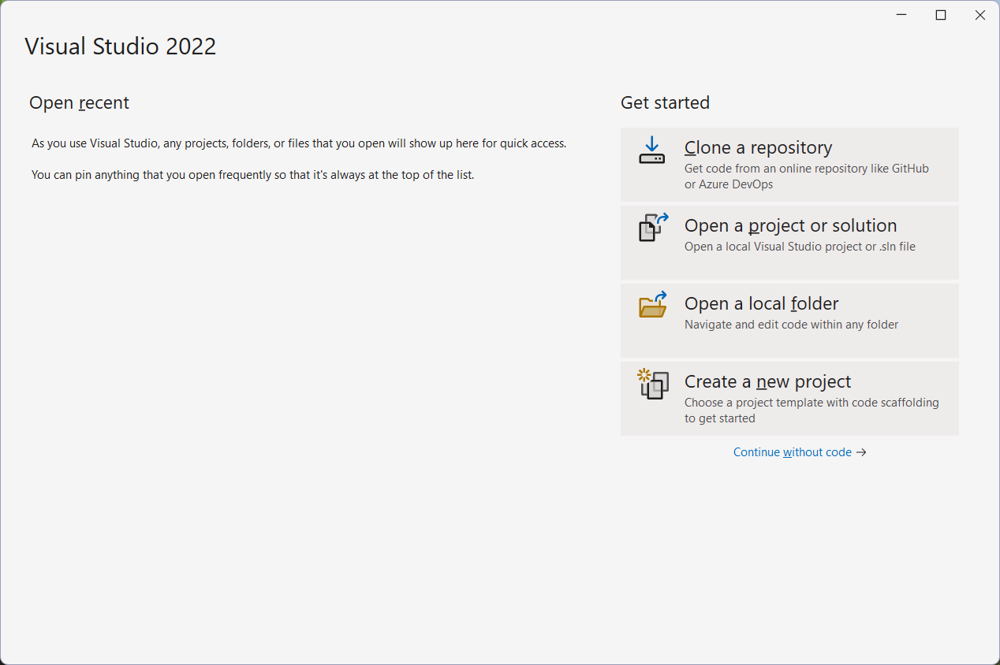 Visual Studio 2022
Open recent
As you use Visual Studio, any projects, folders, or files that you open will show up here for quick access.
You can pin anything that you open frequently so that it's always at the top of the list.
Get started
Clone a repository
Get code from an online repository like GitHub
or Azure DevOps
Open a project or solution
Open a local Visual Studio project or .sln file
Open a local folder
Navigate and edit code within any folder
Create a new project
Choose a project template with code scaffolding
to get started
Continue without code →